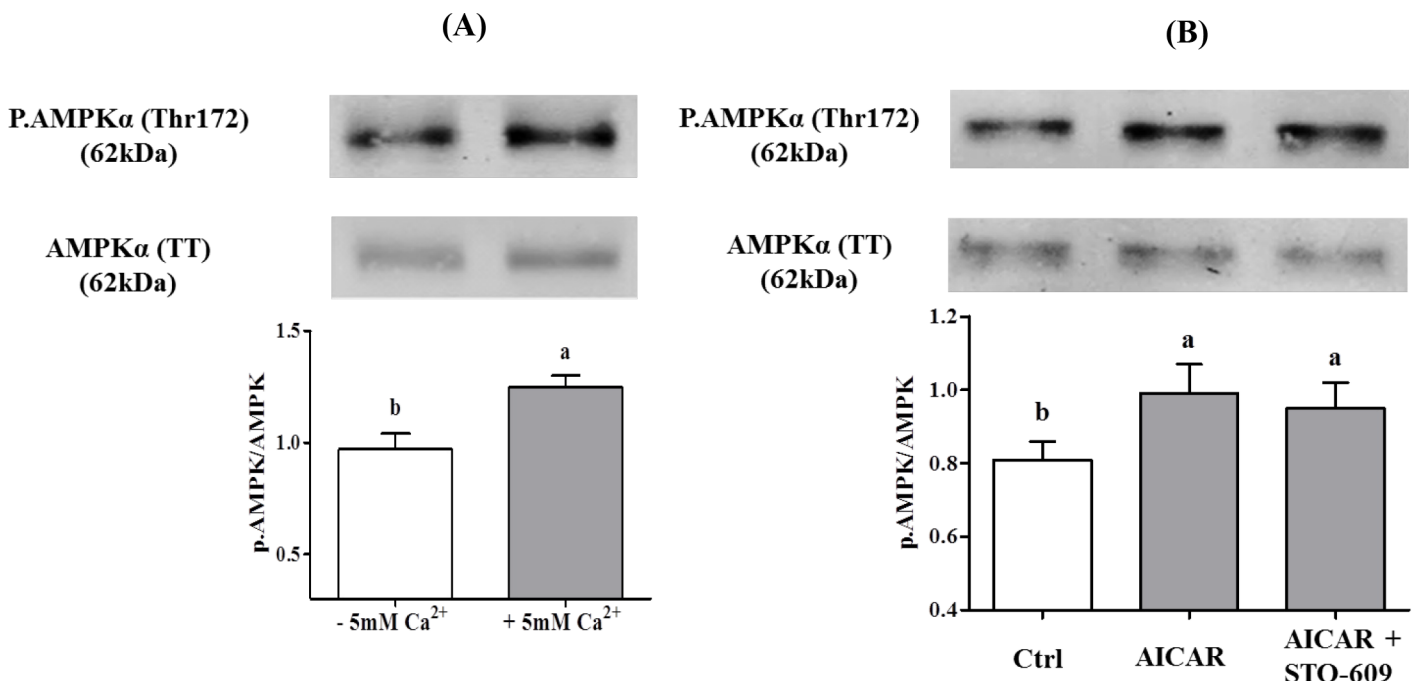 (A)
P.AMPKα (Thr172)
(62kDa)
AMPKα (TT)
(62kDa)
p.AMPK/AMPK
1.5
1.0
0.5
b
a
- 5mM Ca²⁺
+ 5mM Ca²⁺
(B)
P.AMPKα (Thr172)
(62kDa)
AMPKα (TT)
(62kDa)
p.AMPK/AMPK
1.2
1.0
0.8
0.6
0.4
b
a
a
Ctrl
AICAR
AICAR +
STO-609